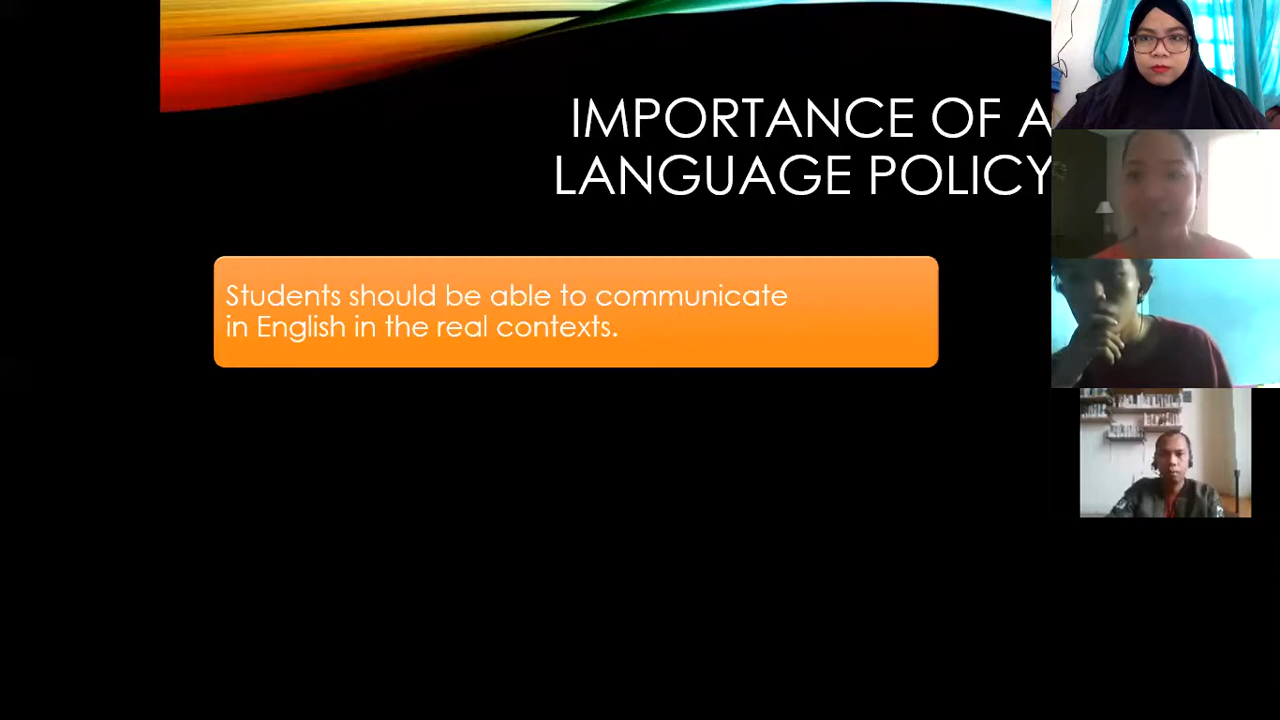 IMPORTANCE OF A
LANGUAGE POLICY
Students should be able to communicate
in English in the real contexts.